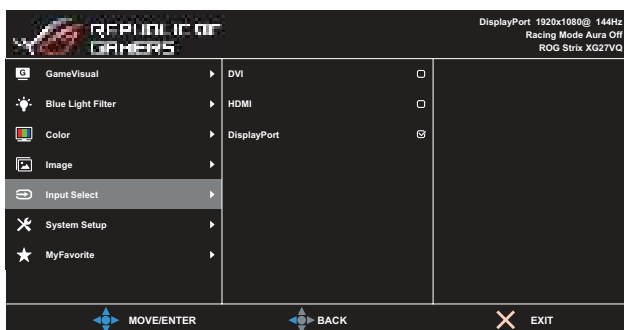 REPUBLIC OF
GAMERS
DisplayPort 1920x1080@ 144Hz
Racing Mode Aura Off
ROG Strix XG27VQ
G
GameVisual
Blue Light Filter
Color
Image
Input Select
System Setup
MyFavorite
DVI
HDMI
DisplayPort
MOVE/ENTER
BACK
EXIT